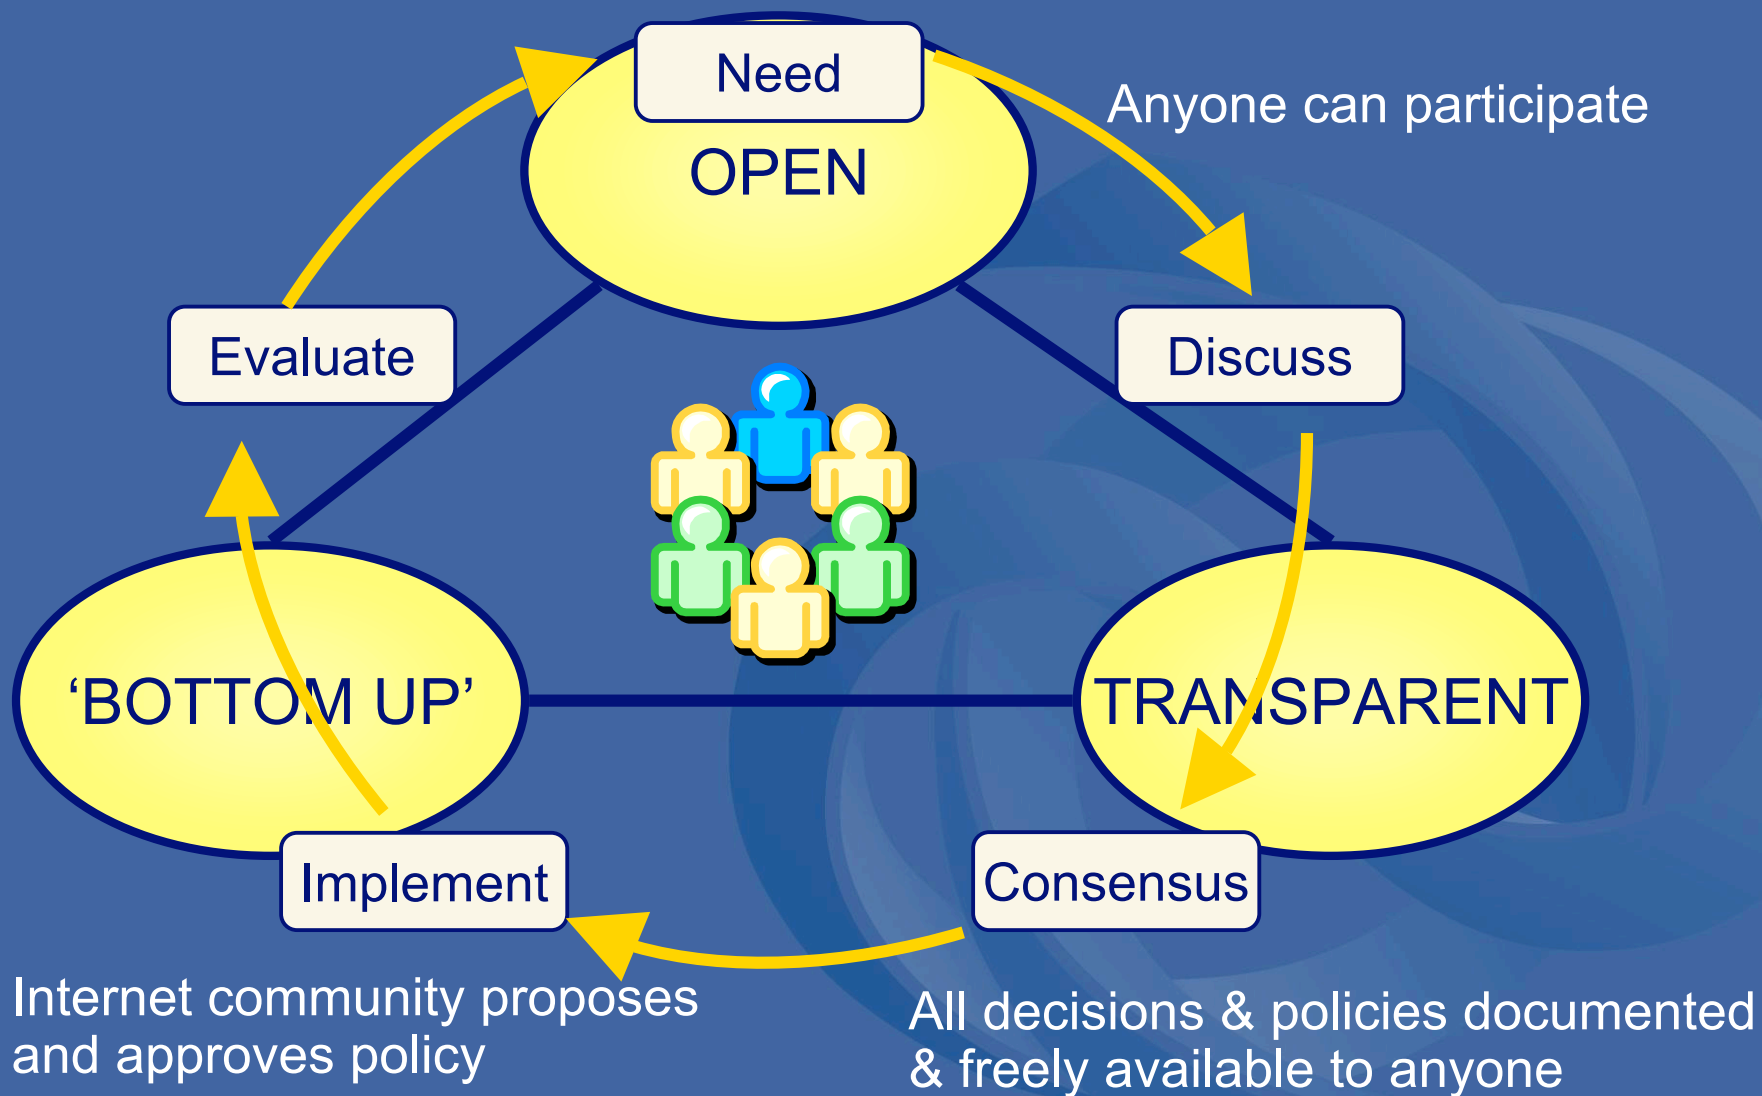 Need
OPEN
Anyone can participate
Evaluate
Discuss
‘BOTTOM UP’
TRANSPARENT
Implement
Consensus
Internet community proposes
and approves policy
All decisions & policies documented
& freely available to anyone